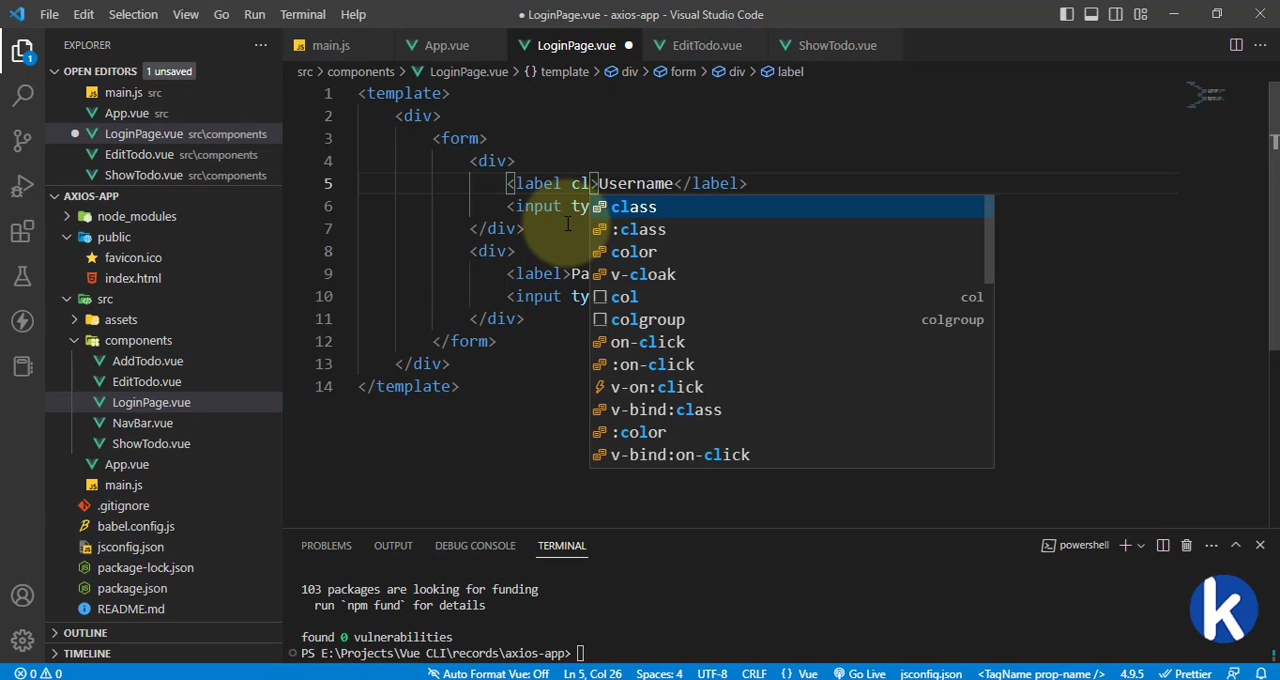 File Edit Selection View Go Run Terminal Help
● LoginPage.vue - axios-app - Visual Studio Code
EXPLORER
OPEN EDITORS 1 unsaved
main.js src
App.vue src
LoginPage.vue src\components
EditTodo.vue src\components
ShowTodo.vue src\components
AXIOS-APP
node_modules
public
favicon.ico
index.html
src
assets
components
AddTodo.vue
EditTodo.vue
LoginPage.vue
NavBar.vue
ShowTodo.vue
App.vue
main.js
.gitignore
babel.config.js
jsconfig.json
package-lock.json
package.json
README.md
OUTLINE
TIMELINE
main.js App.vue LoginPage.vue EditTodo.vue ShowTodo.vue
src > components > LoginPage.vue > {} template > div > form > div > label
1 <template>
2 <div>
3 <form>
4 <div>
5 <label cl>Username</label>
6 <input ty
7 </div>
8 <div>
9 <label>Pa
10 <input ty
11 </div>
12 </form>
13 </div>
14 </template>
class
:class
color
v-cloak
col col
colgroup colgroup
on-click
:on-click
v-on:click
v-bind:class
:color
v-bind:on-click
PROBLEMS OUTPUT DEBUG CONSOLE TERMINAL
powershell
103 packages are looking for funding
run `npm fund` for details
found 0 vulnerabilities
PS E:\Projects\Vue CLI\records\axios-app>
k
0 0 Auto Format Vue: Off Ln 5, Col 26 Spaces: 4 UTF-8 CRLF {} Vue Go Live jsconfig.json <TagName prop-name /> 4.9.5 Prettier